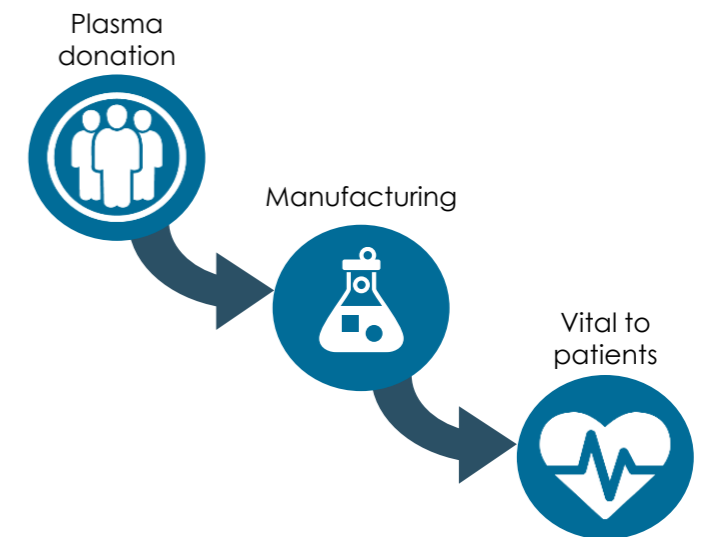 Plasma
donation
Manufacturing
Vital to
patients